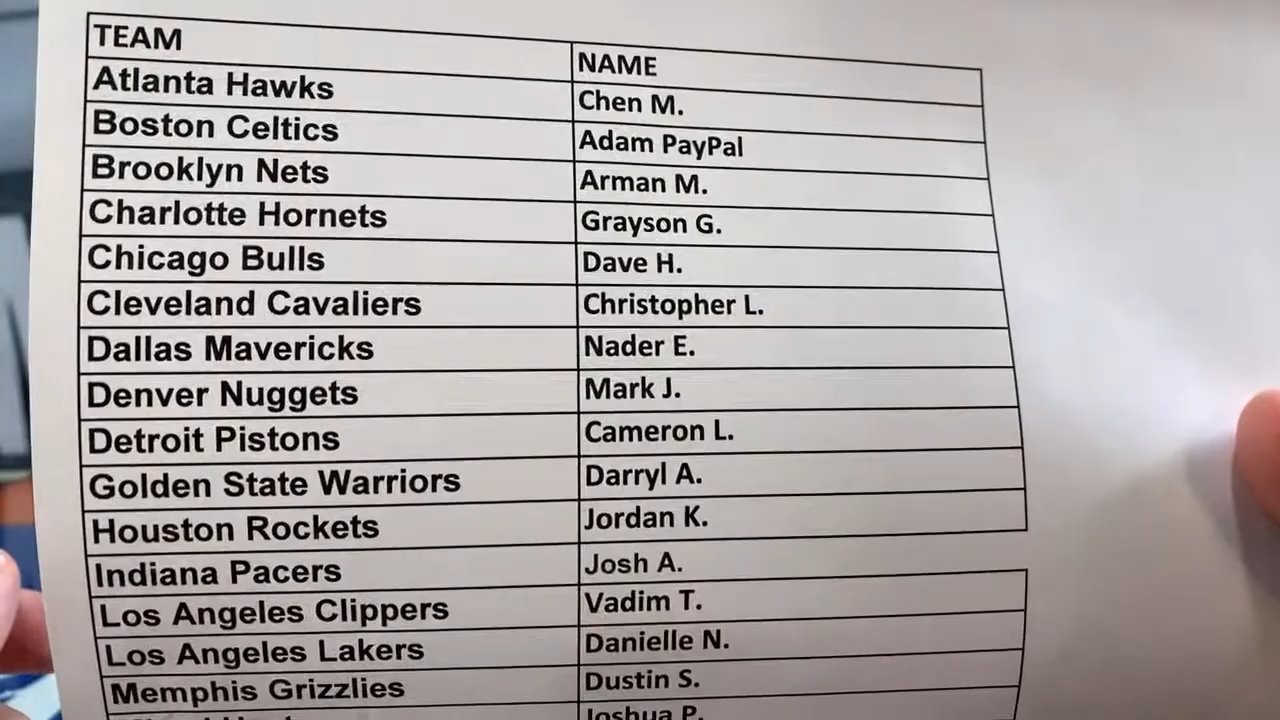 TEAM NAME
Atlanta Hawks Chen M.
Boston Celtics Adam PayPal
Brooklyn Nets Arman M.
Charlotte Hornets Grayson G.
Chicago Bulls Dave H.
Cleveland Cavaliers Christopher L.
Dallas Mavericks Nader E.
Denver Nuggets Mark J.
Detroit Pistons Cameron L.
Golden State Warriors Darryl A.
Houston Rockets Jordan K.
Indiana Pacers Josh A.
Los Angeles Clippers Vadim T.
Los Angeles Lakers Danielle N.
Memphis Grizzlies Dustin S.
Joshua P.